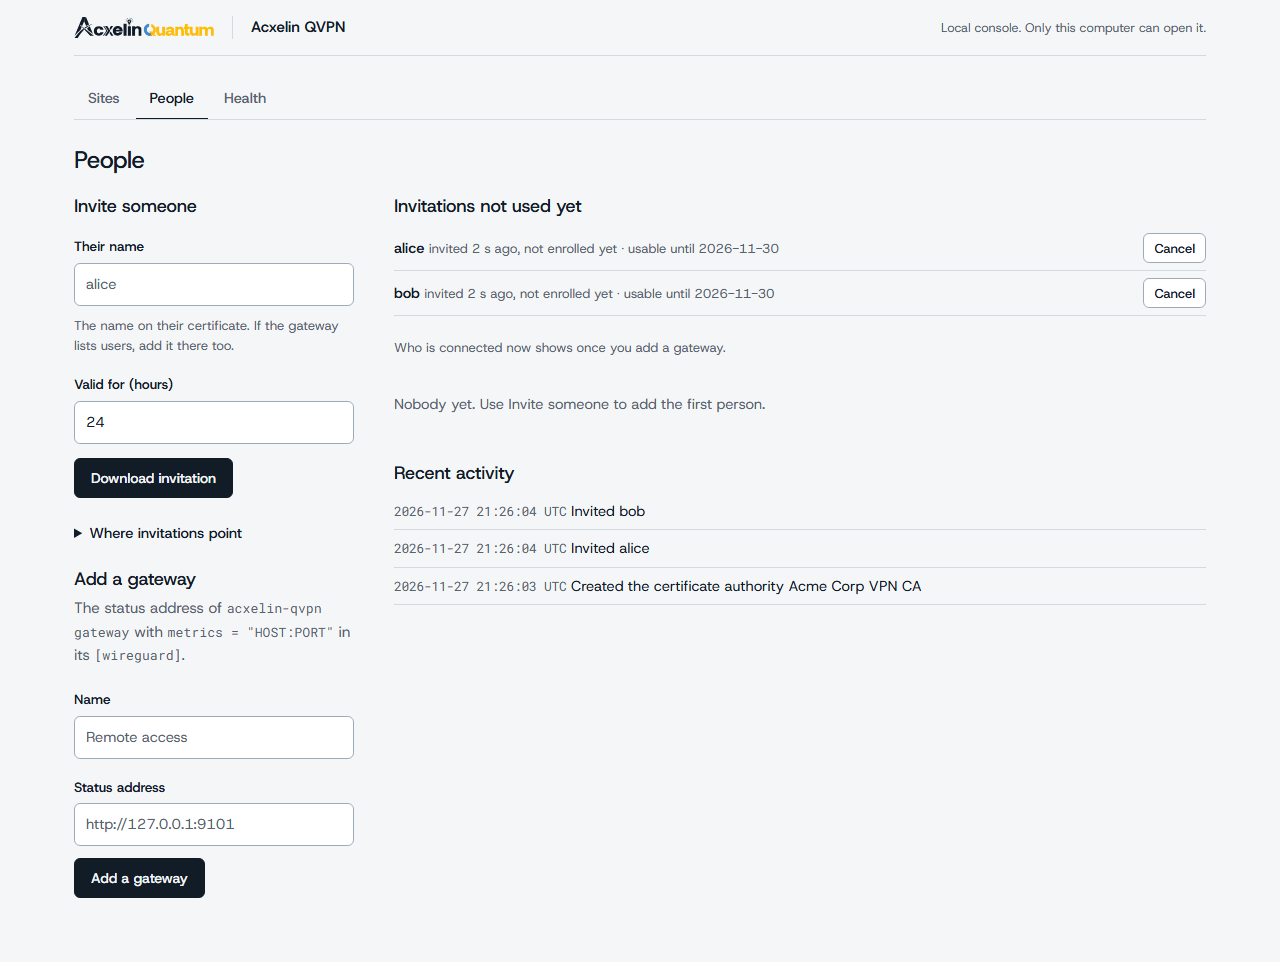 Acxelin Quantum
Acxelin QVPN
Local console. Only this computer can open it.
Sites
People
Health
People
Invite someone
Their name
alice
The name on their certificate. If the gateway
lists users, add it there too.
Valid for (hours)
24
Download invitation
Where invitations point
Add a gateway
The status address of acxelin-qvpn
gateway with metrics = "HOST:PORT" in
its [wireguard].
Name
Remote access
Status address
http://127.0.0.1:9101
Add a gateway
Invitations not used yet
alice invited 2 s ago, not enrolled yet · usable until 2026-11-30
Cancel
bob invited 2 s ago, not enrolled yet · usable until 2026-11-30
Cancel
Who is connected now shows once you add a gateway.
Nobody yet. Use Invite someone to add the first person.
Recent activity
2026-11-27 21:26:04 UTC Invited bob
2026-11-27 21:26:04 UTC Invited alice
2026-11-27 21:26:03 UTC Created the certificate authority Acme Corp VPN CA